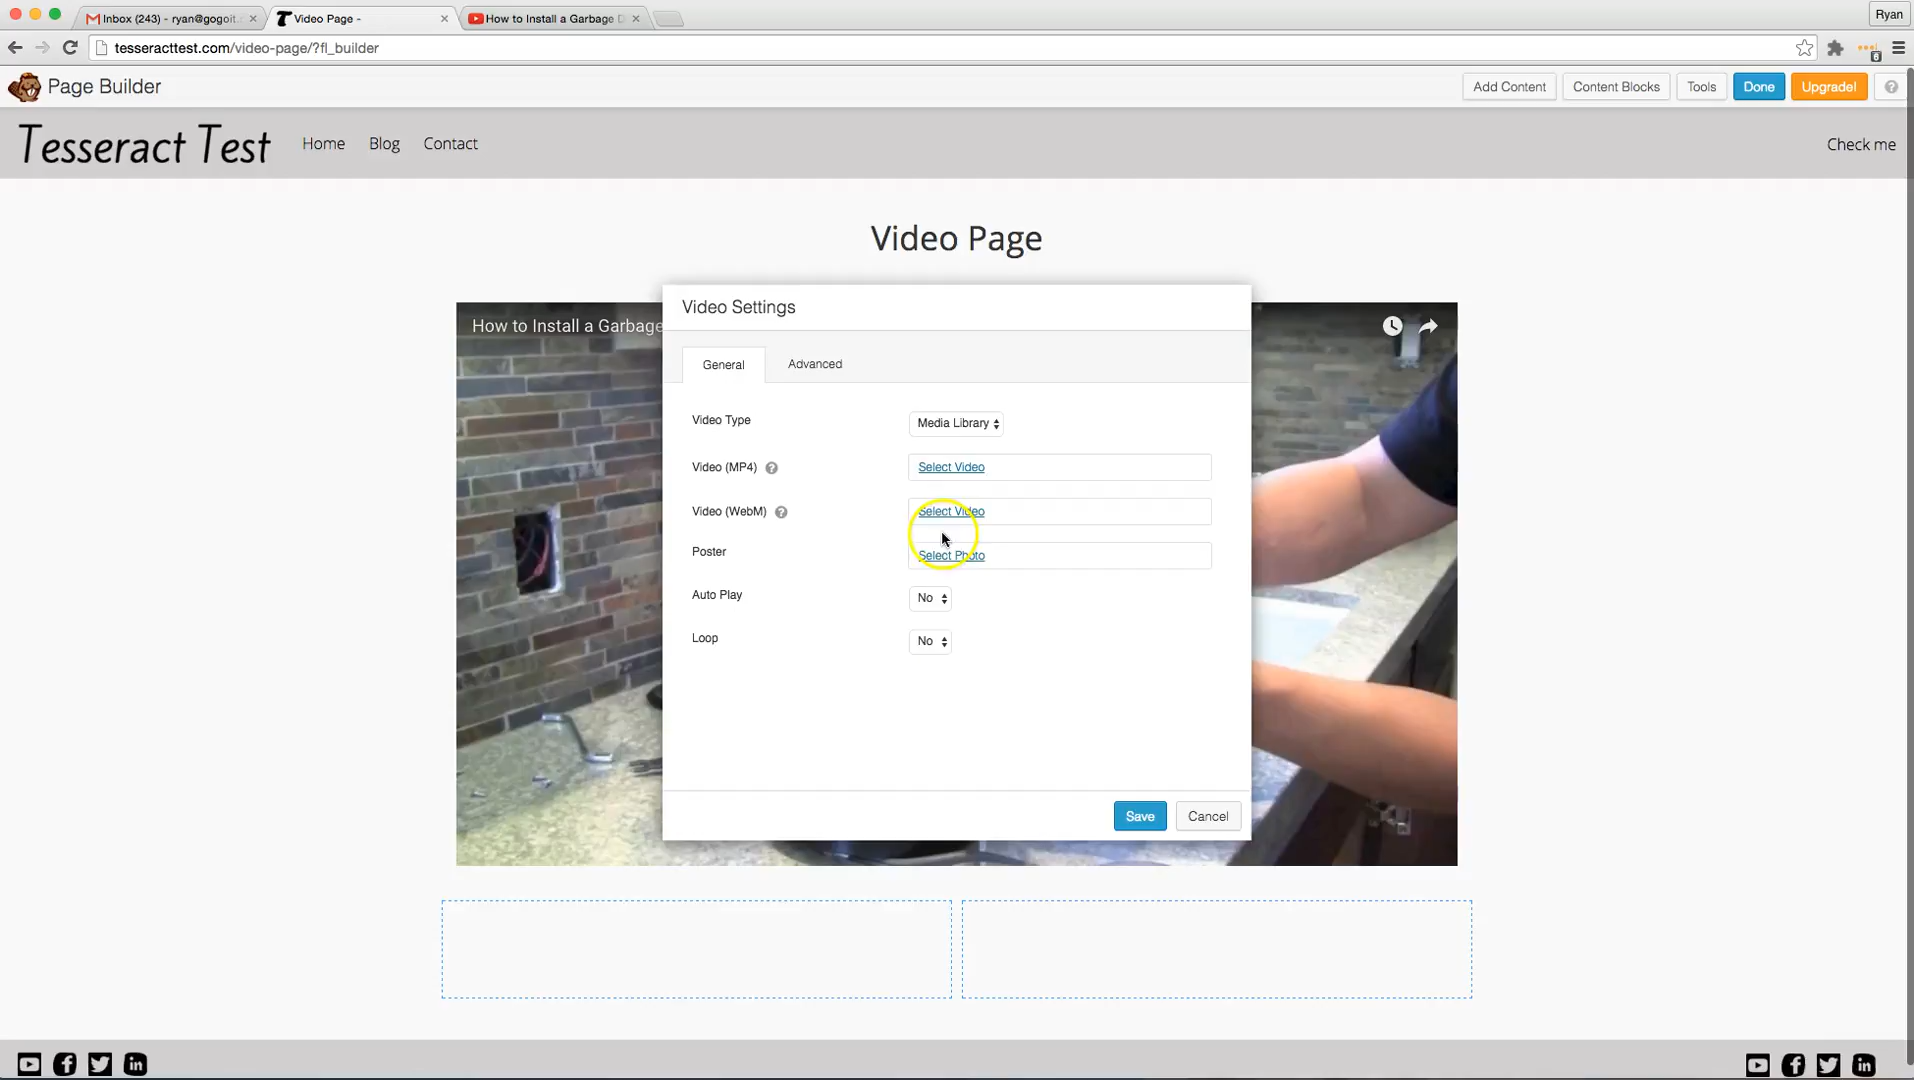 Inbox (243) - ryan@gogoit.
Video Page -
How to Install a Garbage D
Ryan
tesseracttest.com/video-page/?fl_builder
6
Page Builder
Add Content
Content Blocks
Tools
Done
Upgrade!
?
Tesseract Test
Home
Blog
Contact
Check me
Video Page
How to Install a Garbage
Video Settings
General
Advanced
Video Type
Media Library
Video (MP4) ?
Select Video
Video (WebM) ?
Select Video
Poster
Select Photo
Auto Play
No
Loop
No
Save
Cancel